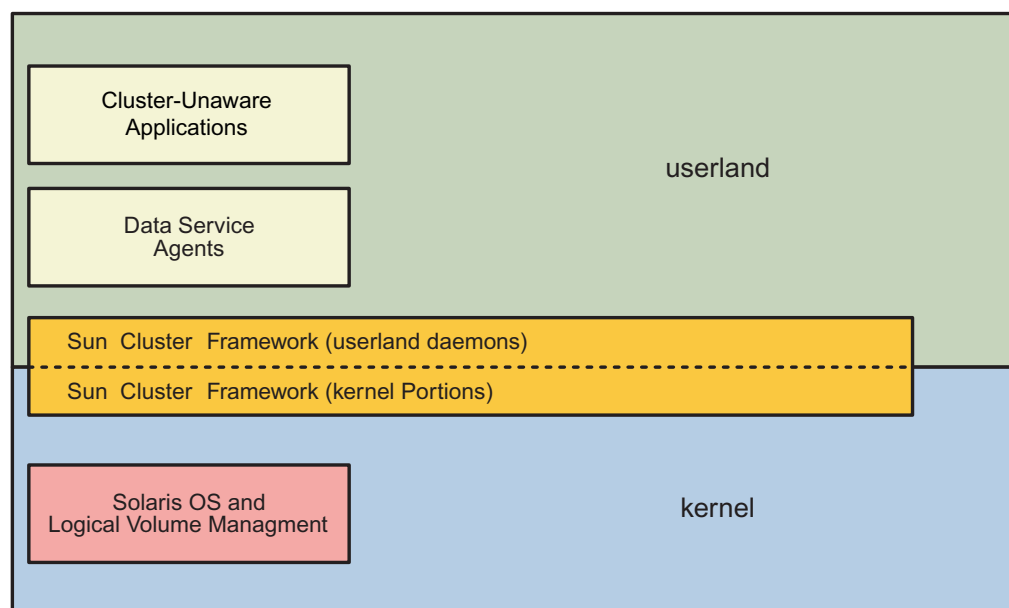 Cluster-Unaware
Applications
userland
Data Service
Agents
Sun Cluster Framework (userland daemons)
Sun Cluster Framework (kernel Portions)
Solaris OS and
Logical Volume Managment
kernel